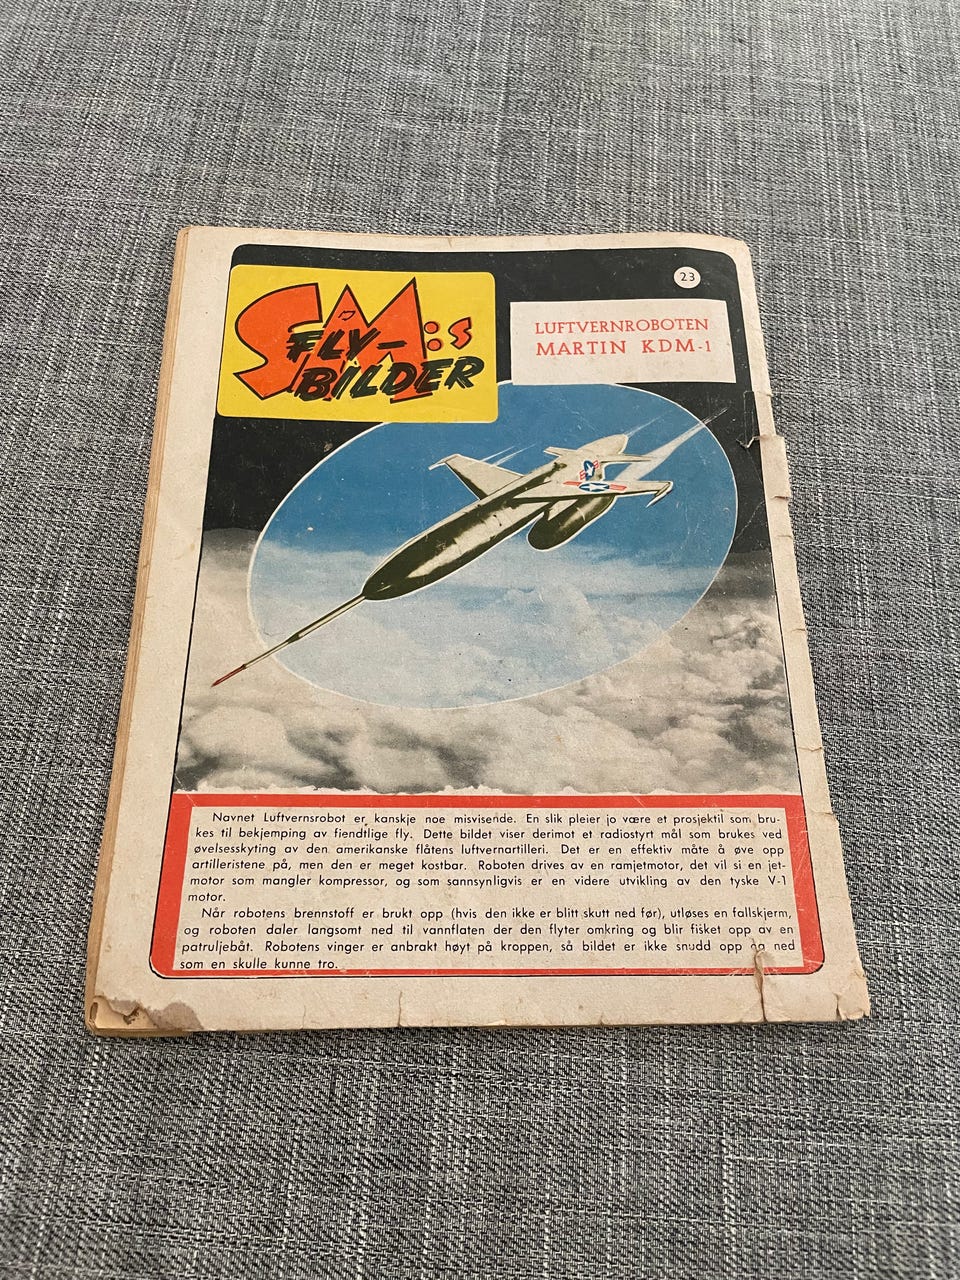 23
SM:s
FLY-
BILDER
LUFTVERNROBOTEN
MARTIN KDM-1
Navnet Luftvernsrobot er kanskje noe misvisende. En slik pleier jo være et prosjektil som bru-
kes til bekjemping av fiendtlige fly. Dette bildet viser derimot et radiostyrt mål som brukes ved
øvelsesskyting av den amerikanske flåtens luftvernartilleri. Det er en effektiv måte å øve opp
artilleristene på, men den er meget kostbar. Roboten drives av en ramjetmotor, det vil si en jet-
motor som mangler kompressor, og som sannsynligvis er en videre utvikling av den tyske V-1
motor.
Når robotens brennstoff er brukt opp (hvis den ikke er blitt skutt ned før), utløses en fallskjerm,
og roboten daler langsomt ned til vannflaten der den flyter omkring og blir fisket opp av en
patruljebåt. Robotens vinger er anbrakt høyt på kroppen, så bildet er ikke snudd opp og ned
som en skulle kunne tro.